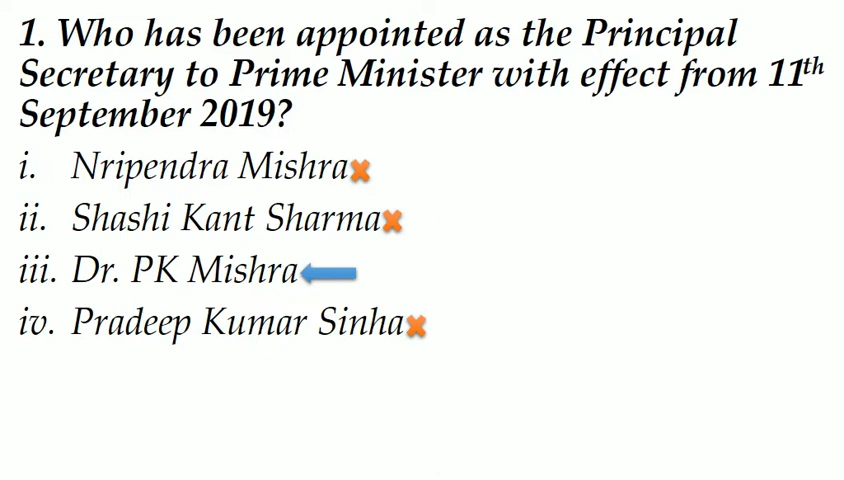 1. Who has been appointed as the Principal
Secretary to Prime Minister with effect from 11th
September 2019?
i. Nripendra Mishra
ii. Shashi Kant Sharma
iii. Dr. PK Mishra
iv. Pradeep Kumar Sinha